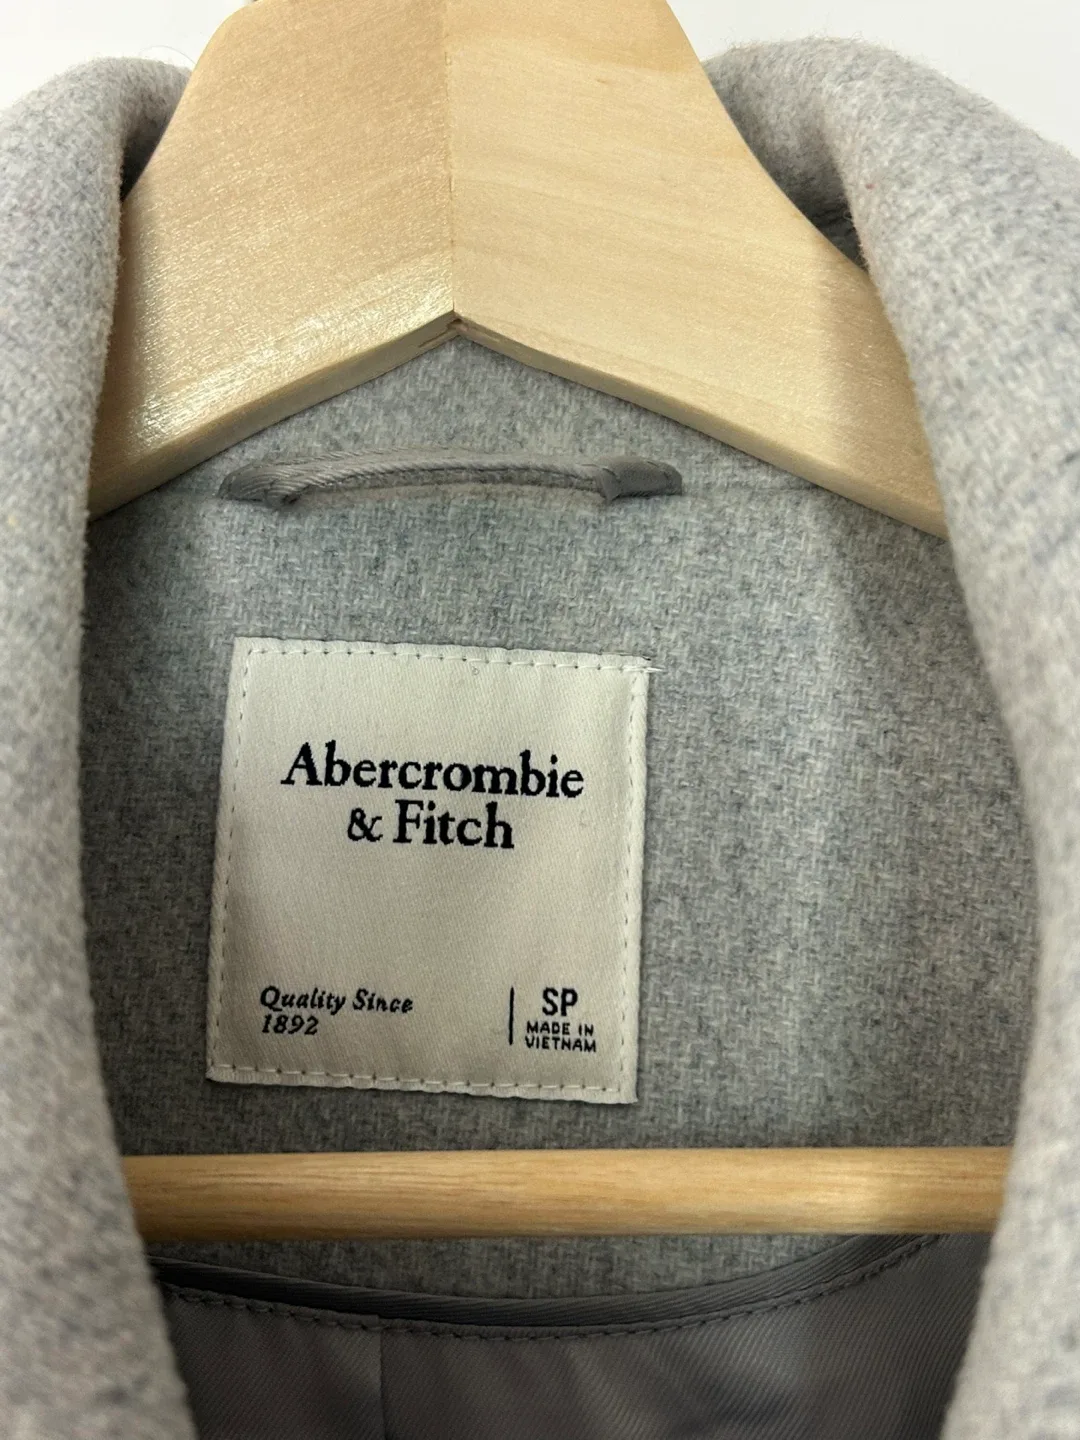 Abercrombie
& Fitch
Quality Since
1892
SP
MADE IN
VIETNAM